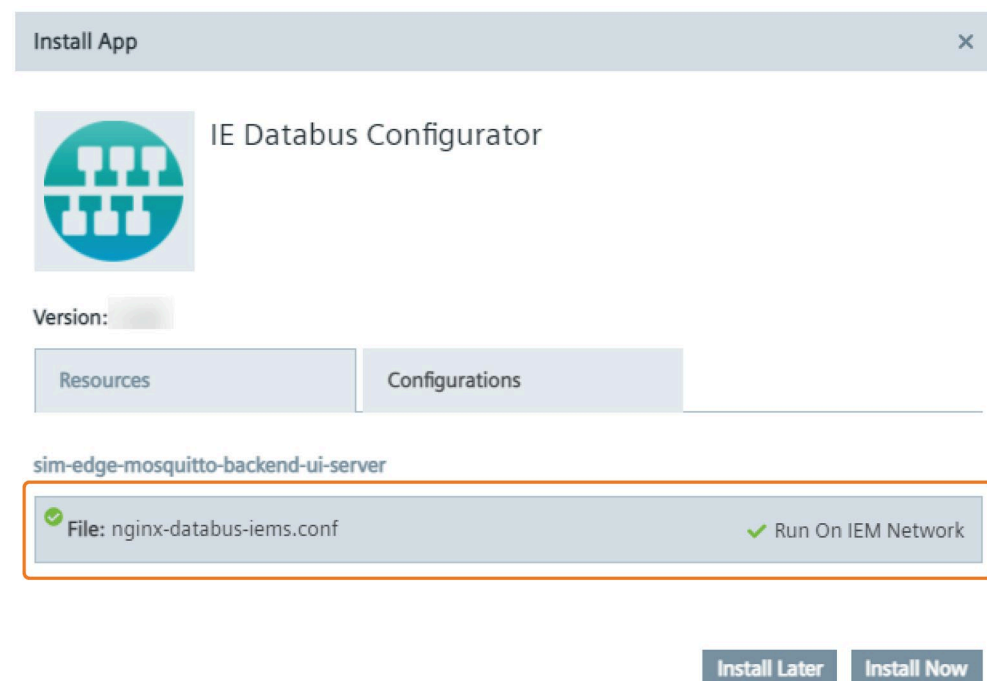 Install App ×
IE Databus Configurator
Version:
Resources Configurations
sim-edge-mosquitto-backend-ui-server
File: nginx-databus-iems.conf Run On IEM Network
Install Later Install Now